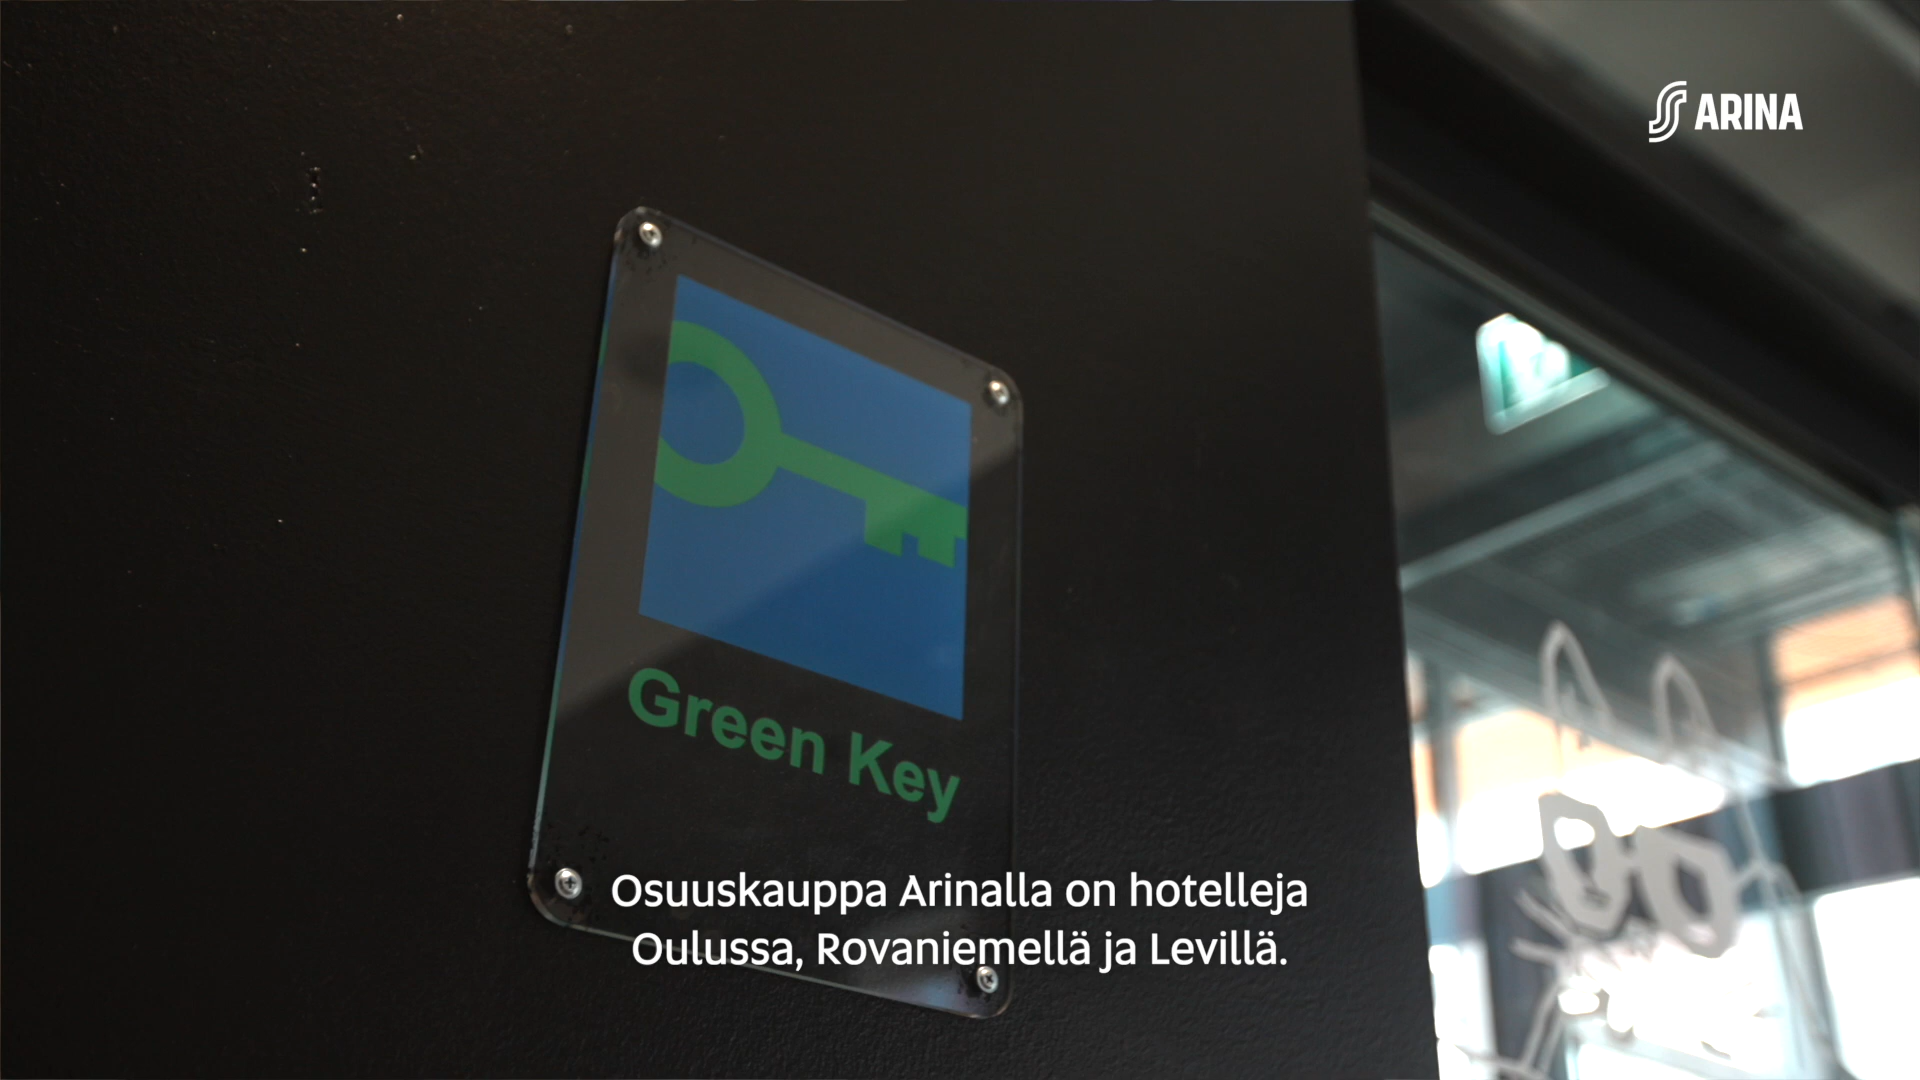 ARINA
Green Key
Osuuskauppa Arinalla on hotelleja
Oulussa, Rovaniemellä ja Levillä.